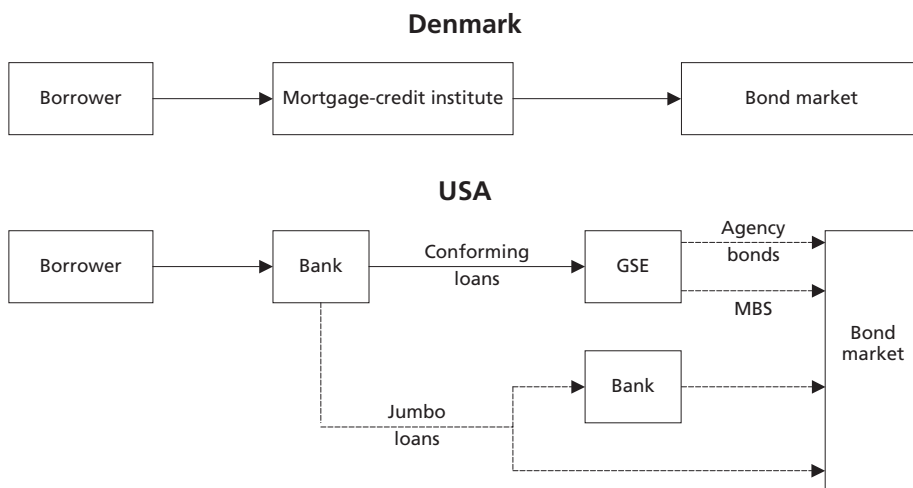 Denmark
Borrower
Mortgage-credit institute
Bond market
USA
Borrower
Bank
Conforming
loans
GSE
Agency
bonds
MBS
Bond
market
Bank
Jumbo
loans